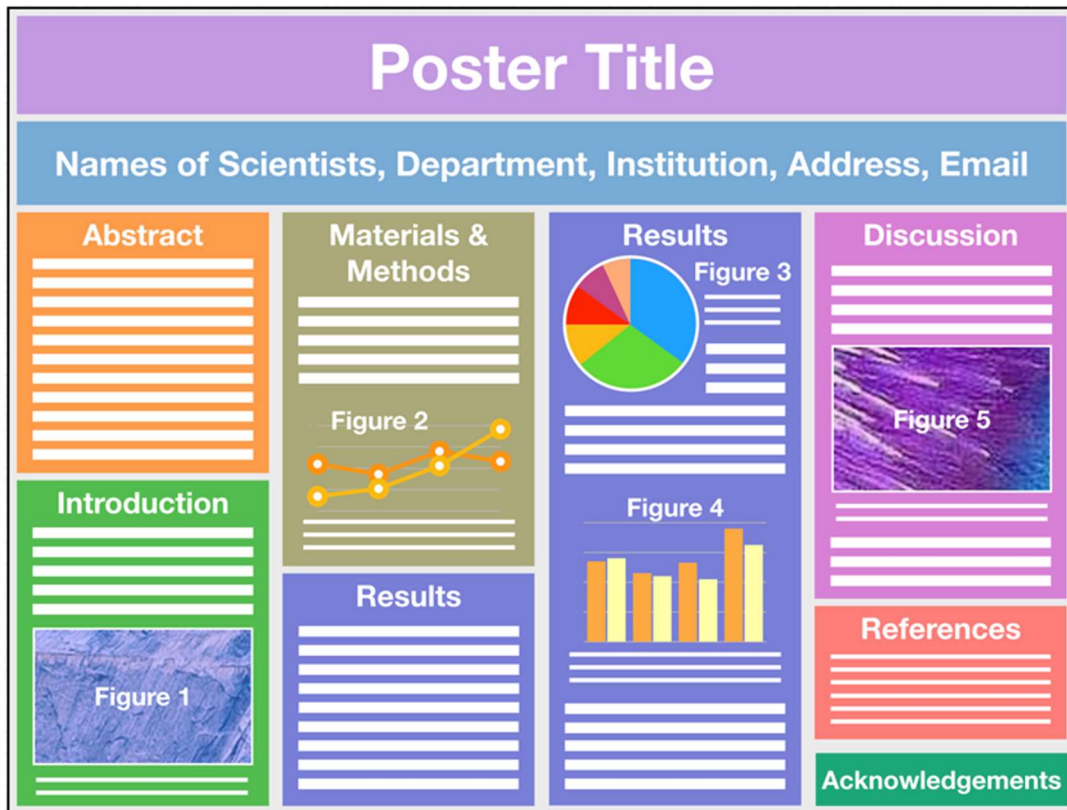 Poster Title
Names of Scientists, Department, Institution, Address, Email
Abstract
Introduction
Figure 1
Materials &
Methods
Figure 2
Results
Results
Figure 3
Figure 4
Discussion
Figure 5
References
Acknowledgements